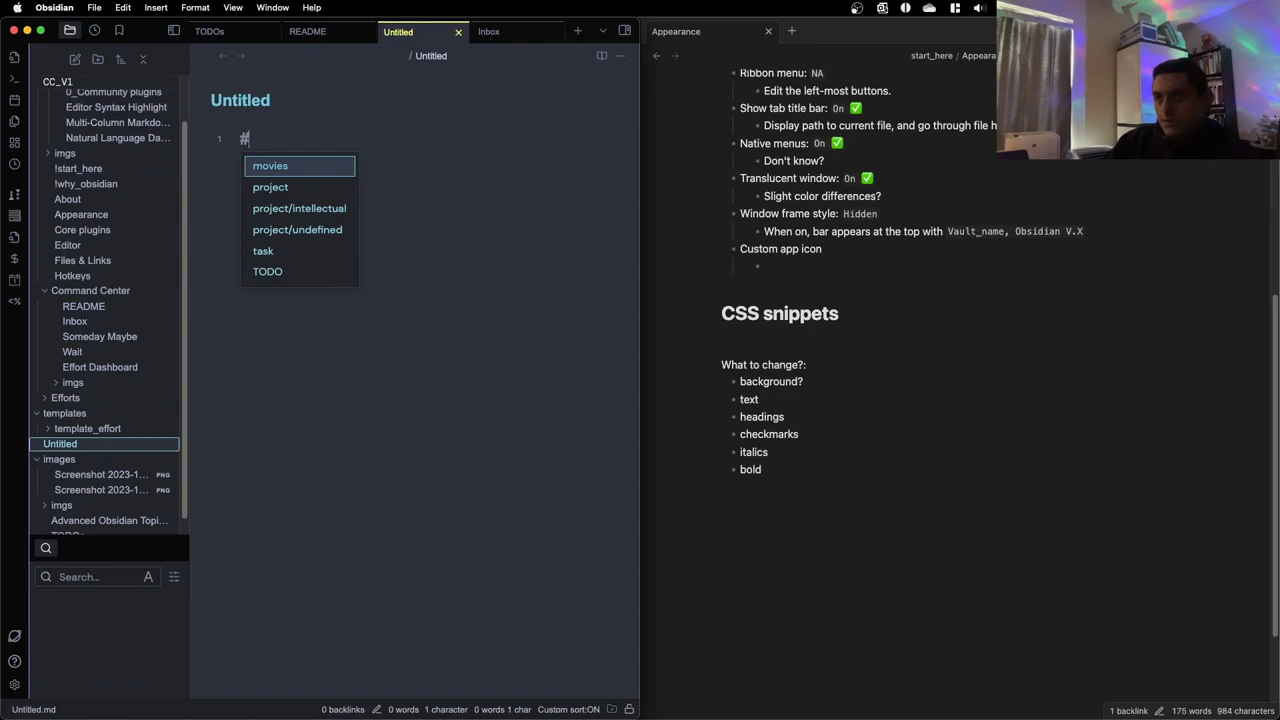 Obsidian File Edit Insert Format View Window Help
TODOs README Untitled Inbox
/ Untitled
CC_V1
0_Community plugins
Editor Syntax Highlight
Multi-Column Markdo...
Natural Language Da...
imgs
!start_here
!why_obsidian
About
Appearance
Core plugins
Editor
Files & Links
Hotkeys
Command Center
README
Inbox
Someday Maybe
Wait
Effort Dashboard
imgs
Efforts
templates
template_effort
Untitled
images
Screenshot 2023-1... PNG
Screenshot 2023-1... PNG
imgs
Advanced Obsidian Topi...
Search...
Untitled
1 #
movies
project
project/intellectual
project/undefined
task
TODO
Untitled.md
0 backlinks 0 words 1 character 0 words 1 char Custom sort:ON
Appearance
start_here / Appeara
Ribbon menu: NA
Edit the left-most buttons.
Show tab title bar: On ✅
Display path to current file, and go through file h
Native menus: On ✅
Don't know?
Translucent window: On ✅
Slight color differences?
Window frame style: Hidden
When on, bar appears at the top with Vault_name, Obsidian V.X
Custom app icon
CSS snippets
What to change?:
background?
text
headings
checkmarks
italics
bold
1 backlink 175 words 984 characters